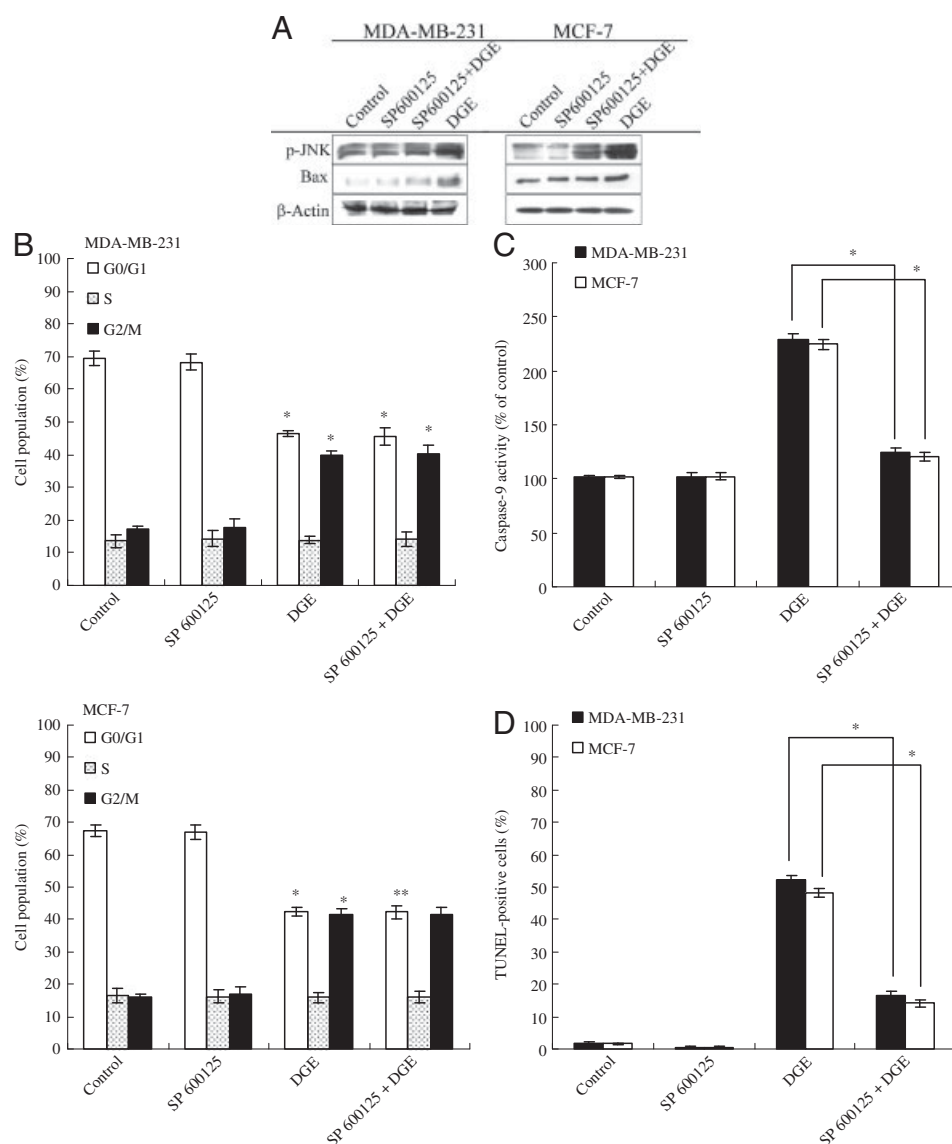 A
MDA-MB-231 MCF-7
Control SP600125 SP600125+DGE DGE Control SP600125 SP600125+DGE DGE
p-JNK
Bax
β-Actin
B
MDA-MB-231
G0/G1
S
G2/M
100
90
80
70
60
50
40
30
20
10
0
Cell population (%)
* * * *
Control SP 600125 DGE SP 600125 + DGE
C
MDA-MB-231
MCF-7
300
250
200
150
100
50
0
Caspase-9 activity (% of control)
*
*
Control SP 600125 DGE SP 600125 + DGE
MCF-7
G0/G1
S
G2/M
100
90
80
70
60
50
40
30
20
10
0
Cell population (%)
* * **
Control SP 600125 DGE SP 600125 + DGE
D
MDA-MB-231
MCF-7
100
90
80
70
60
50
40
30
20
10
0
TUNEL-positive cells (%)
*
*
Control SP 600125 DGE SP 600125 + DGE